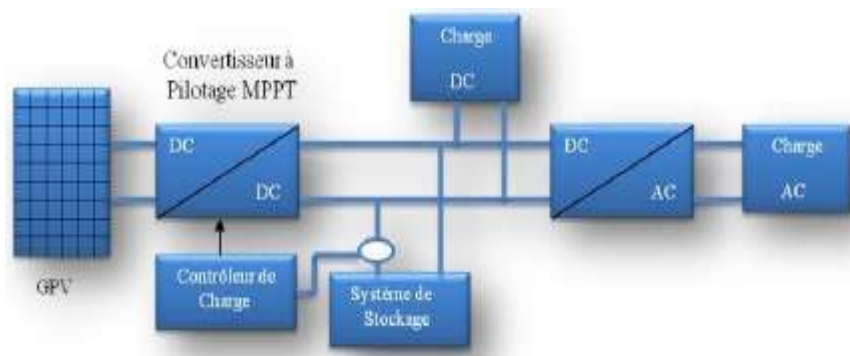 Charge
DC
Convertisseur à
Pilotage MPPT
DC
DC
DC
AC
Charge
AC
GPV
Contrôleur de
Charge
Système de
Stockage